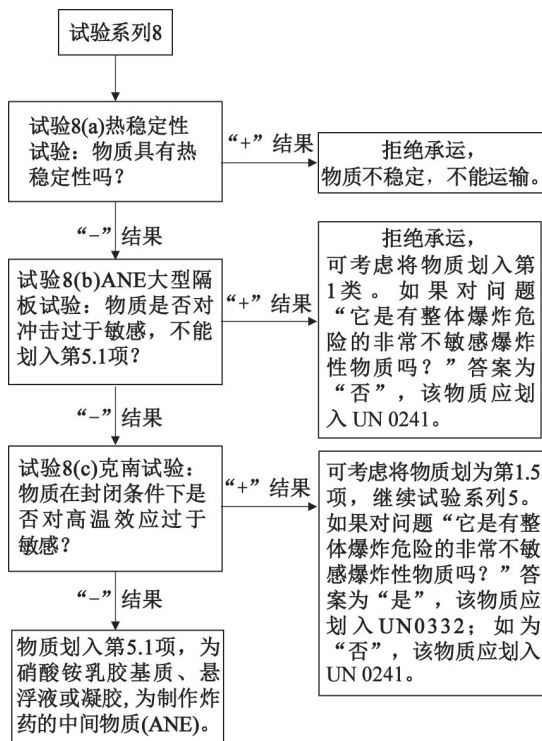 试验系列8
试验8(a)热稳定性
试验：物质具有热
稳定性吗？
“+”结果
拒绝承运，
物质不稳定，不能运输。
“−”结果
试验8(b)ANE大型隔
板试验：物质是否对
冲击过于敏感，不能
划入第5.1项？
“+”结果
拒绝承运，
可考虑将物质划入第
1类。如果对问题
“它是有整体爆炸危
险的非常不敏感爆炸
性物质吗？”答案为
“否”，该物质应划
入UN 0241。
“−”结果
试验8(c)克南试验：
物质在封闭条件下是
否对高温效应过于
敏感？
“+”结果
可考虑将物质划为第1.5
项，继续试验系列5。
如果对问题“它是有整
体爆炸危险的非常不敏
感爆炸性物质吗？”答
案为“是”，该物质应
划入UN0332；如为
“否”，该物质应划入
UN 0241。
“−”结果
物质划入第5.1项，为
硝酸铵乳胶基质、悬
浮液或凝胶,为制作炸
药的中间物质(ANE)。